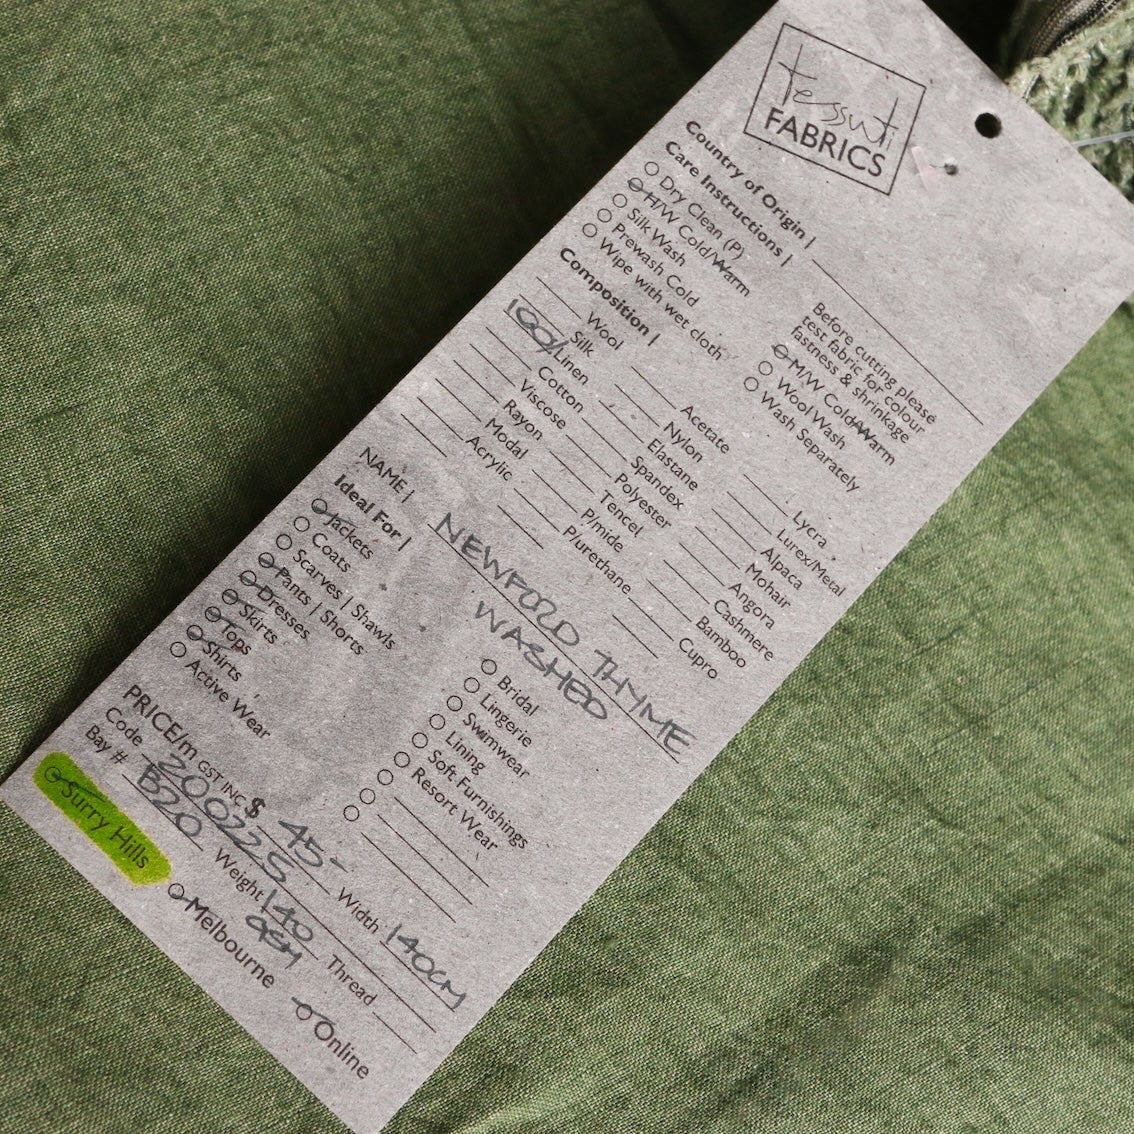 tessuti
FABRICS
Country of Origin |
Care Instructions |
Dry Clean (P)
H/W Cold/Warm
Silk Wash
Prewash Cold
Wipe with wet cloth
Before cutting please
test fabric for colour
fastness & shrinkage
M/W Cold/Warm
Wool Wash
Wash Separately
Composition |
Wool
Silk
100/ Linen
Cotton
Viscose
Rayon
Modal
Acrylic
Acetate
Nylon
Elastane
Spandex
Polyester
Tencel
P/mide
P/urethane
Lycra
Lurex/Metal
Alpaca
Mohair
Angora
Cashmere
Bamboo
Cupro
NAME | NEWFORD THYME
WASHED
Ideal For |
Jackets
Coats
Scarves | Shawls
Pants | Shorts
Dresses
Skirts
Tops
Shirts
Active Wear
Bridal
Lingerie
Swimwear
Lining
Soft Furnishings
Resort Wear
PRICE/m GST INC $ 45-
Code 200225 Width 140CM
Bay # B20 Weight 140 GSM Thread
Surry Hills Melbourne Online